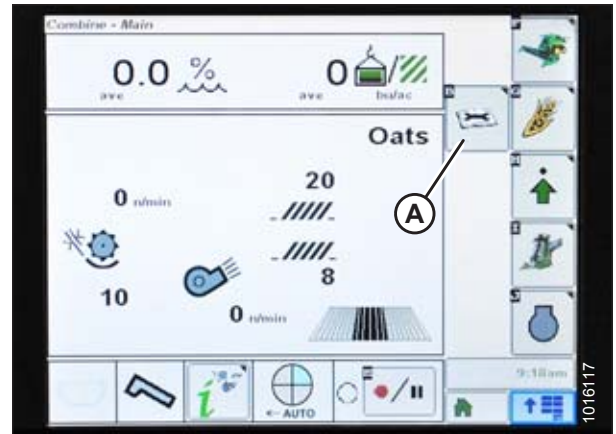 Combine - Main
0.0 %
ave
0
ave
bu/ac
Oats
A
20
0 n/min
8
10
0 n/min
i
← AUTO
/II
9:18am
1016117